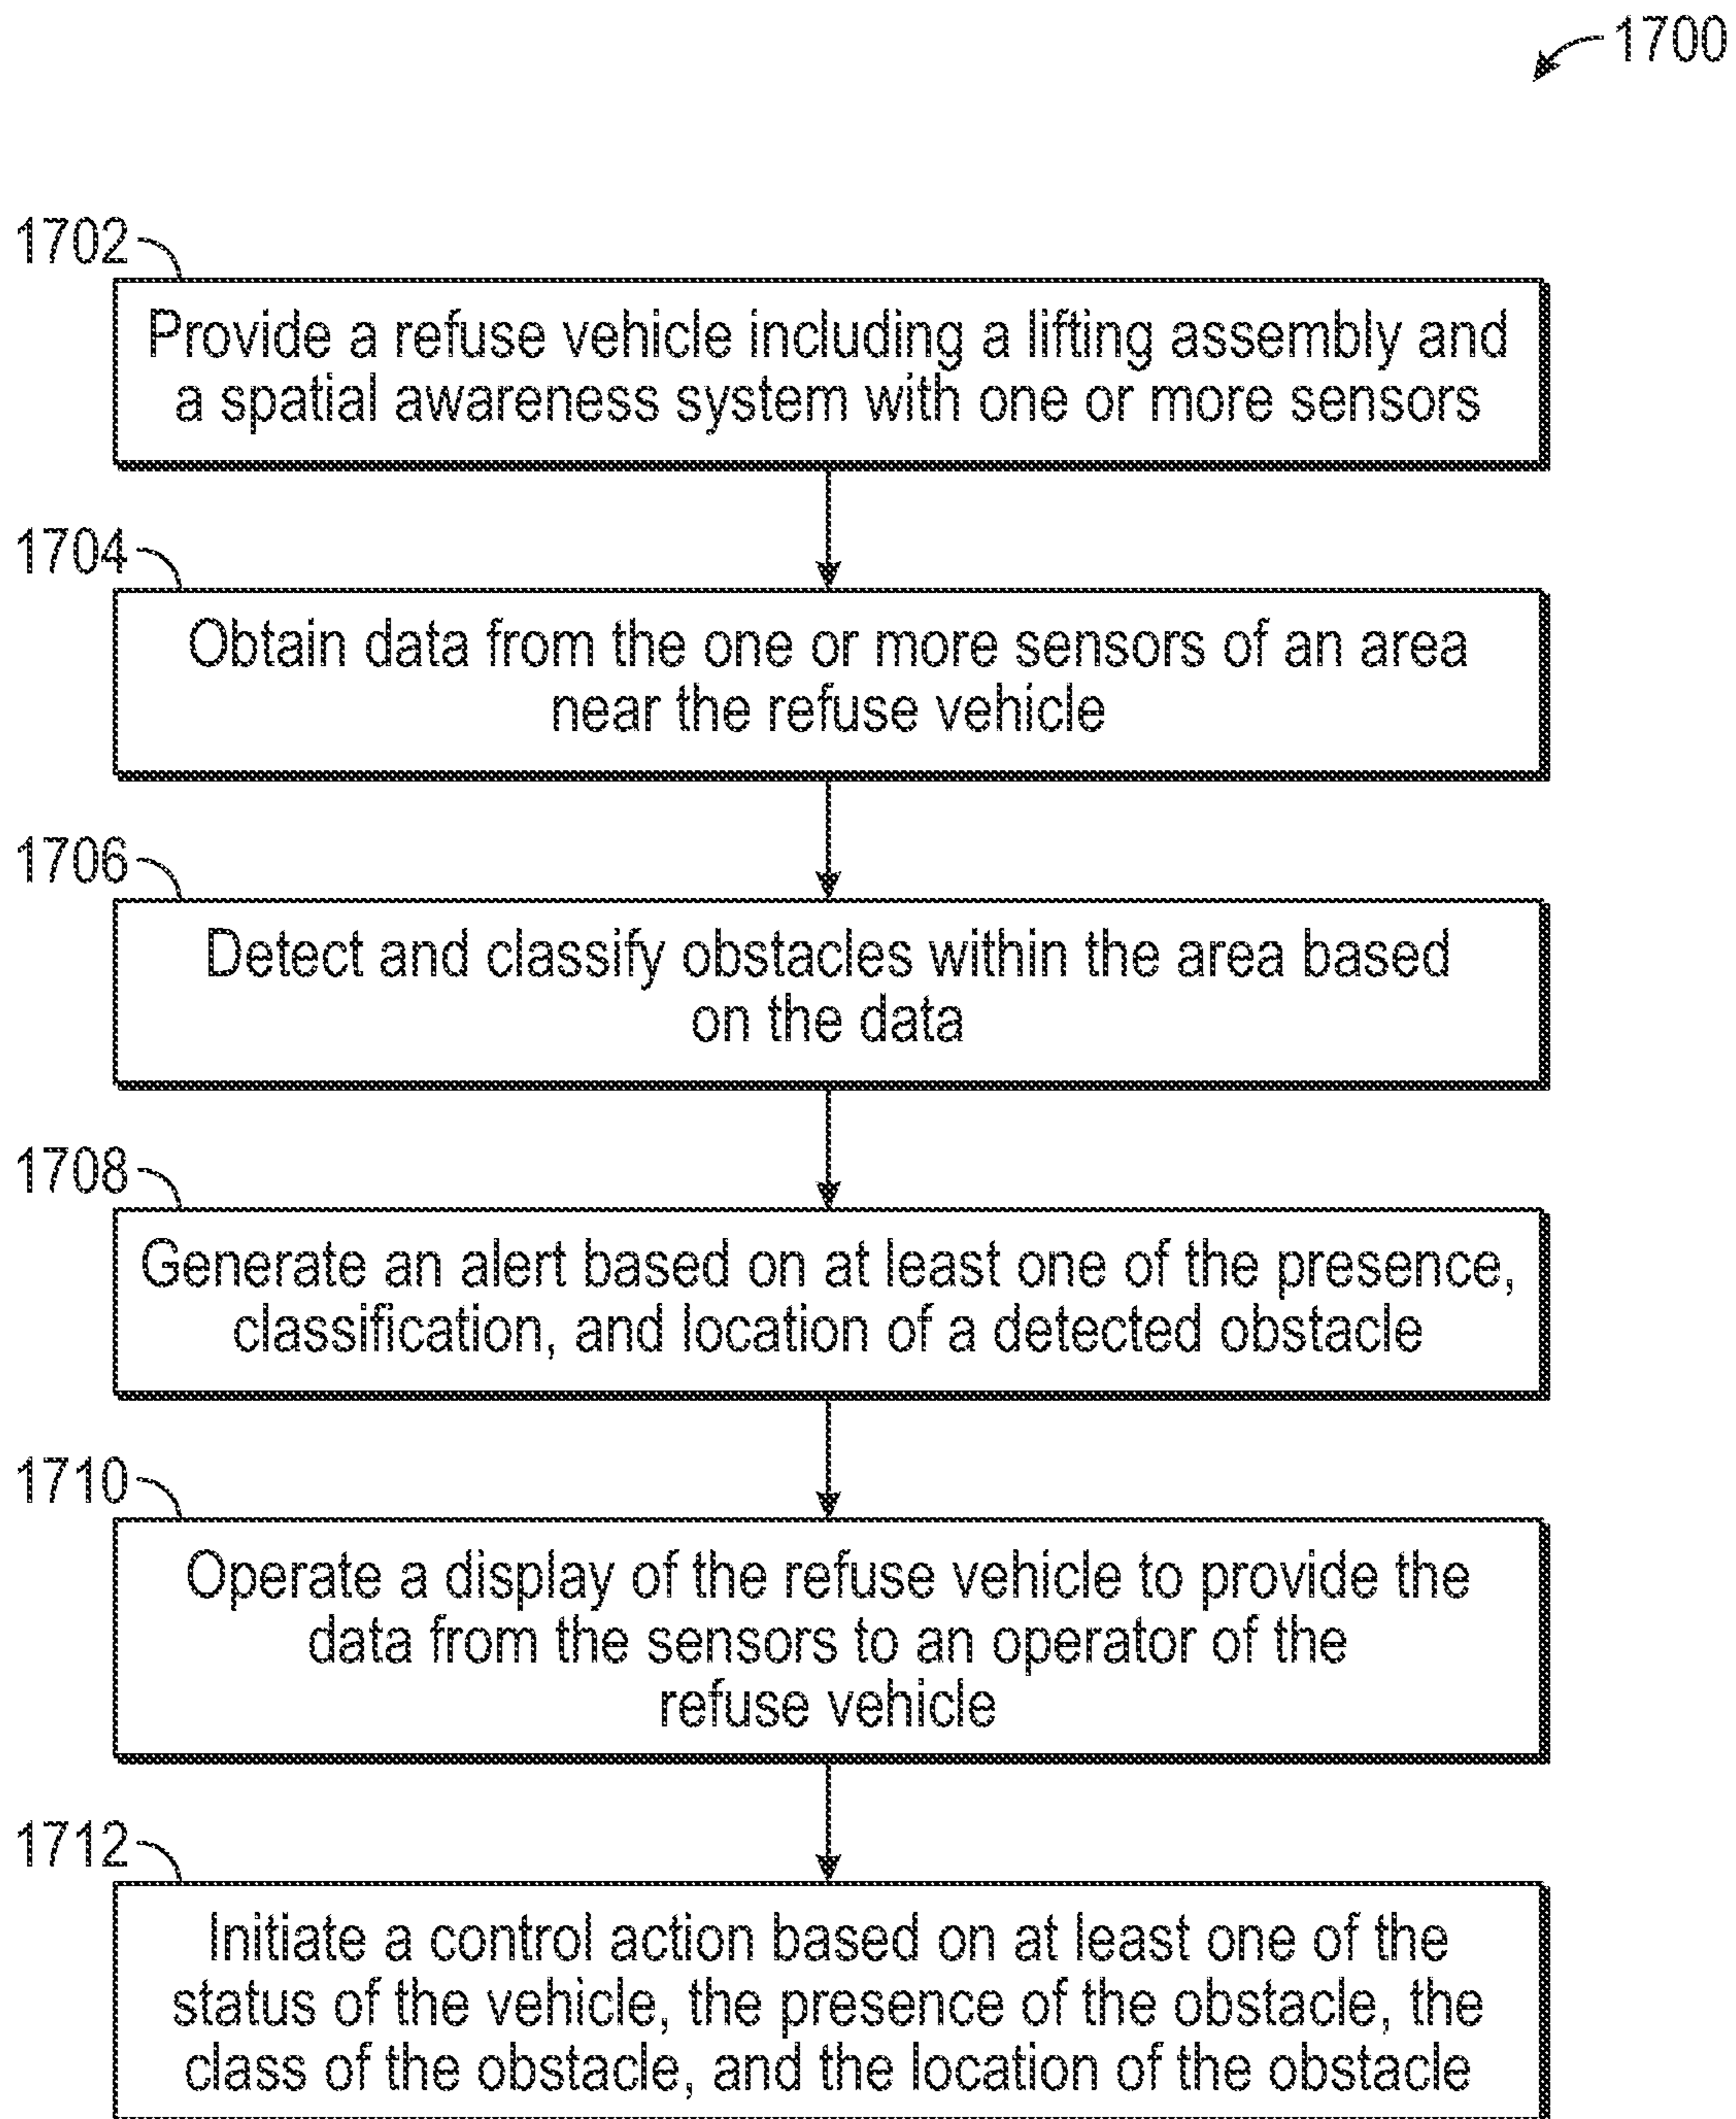 1700
1702
Provide a refuse vehicle including a lifting assembly and
a spatial awareness system with one or more sensors
1704
Obtain data from the one or more sensors of an area
near the refuse vehicle
1706
Detect and classify obstacles within the area based
on the data
1708
Generate an alert based on at least one of the presence,
classification, and location of a detected obstacle
1710
Operate a display of the refuse vehicle to provide the
data from the sensors to an operator of the
refuse vehicle
1712
Initiate a control action based on at least one of the
status of the vehicle, the presence of the obstacle, the
class of the obstacle, and the location of the obstacle